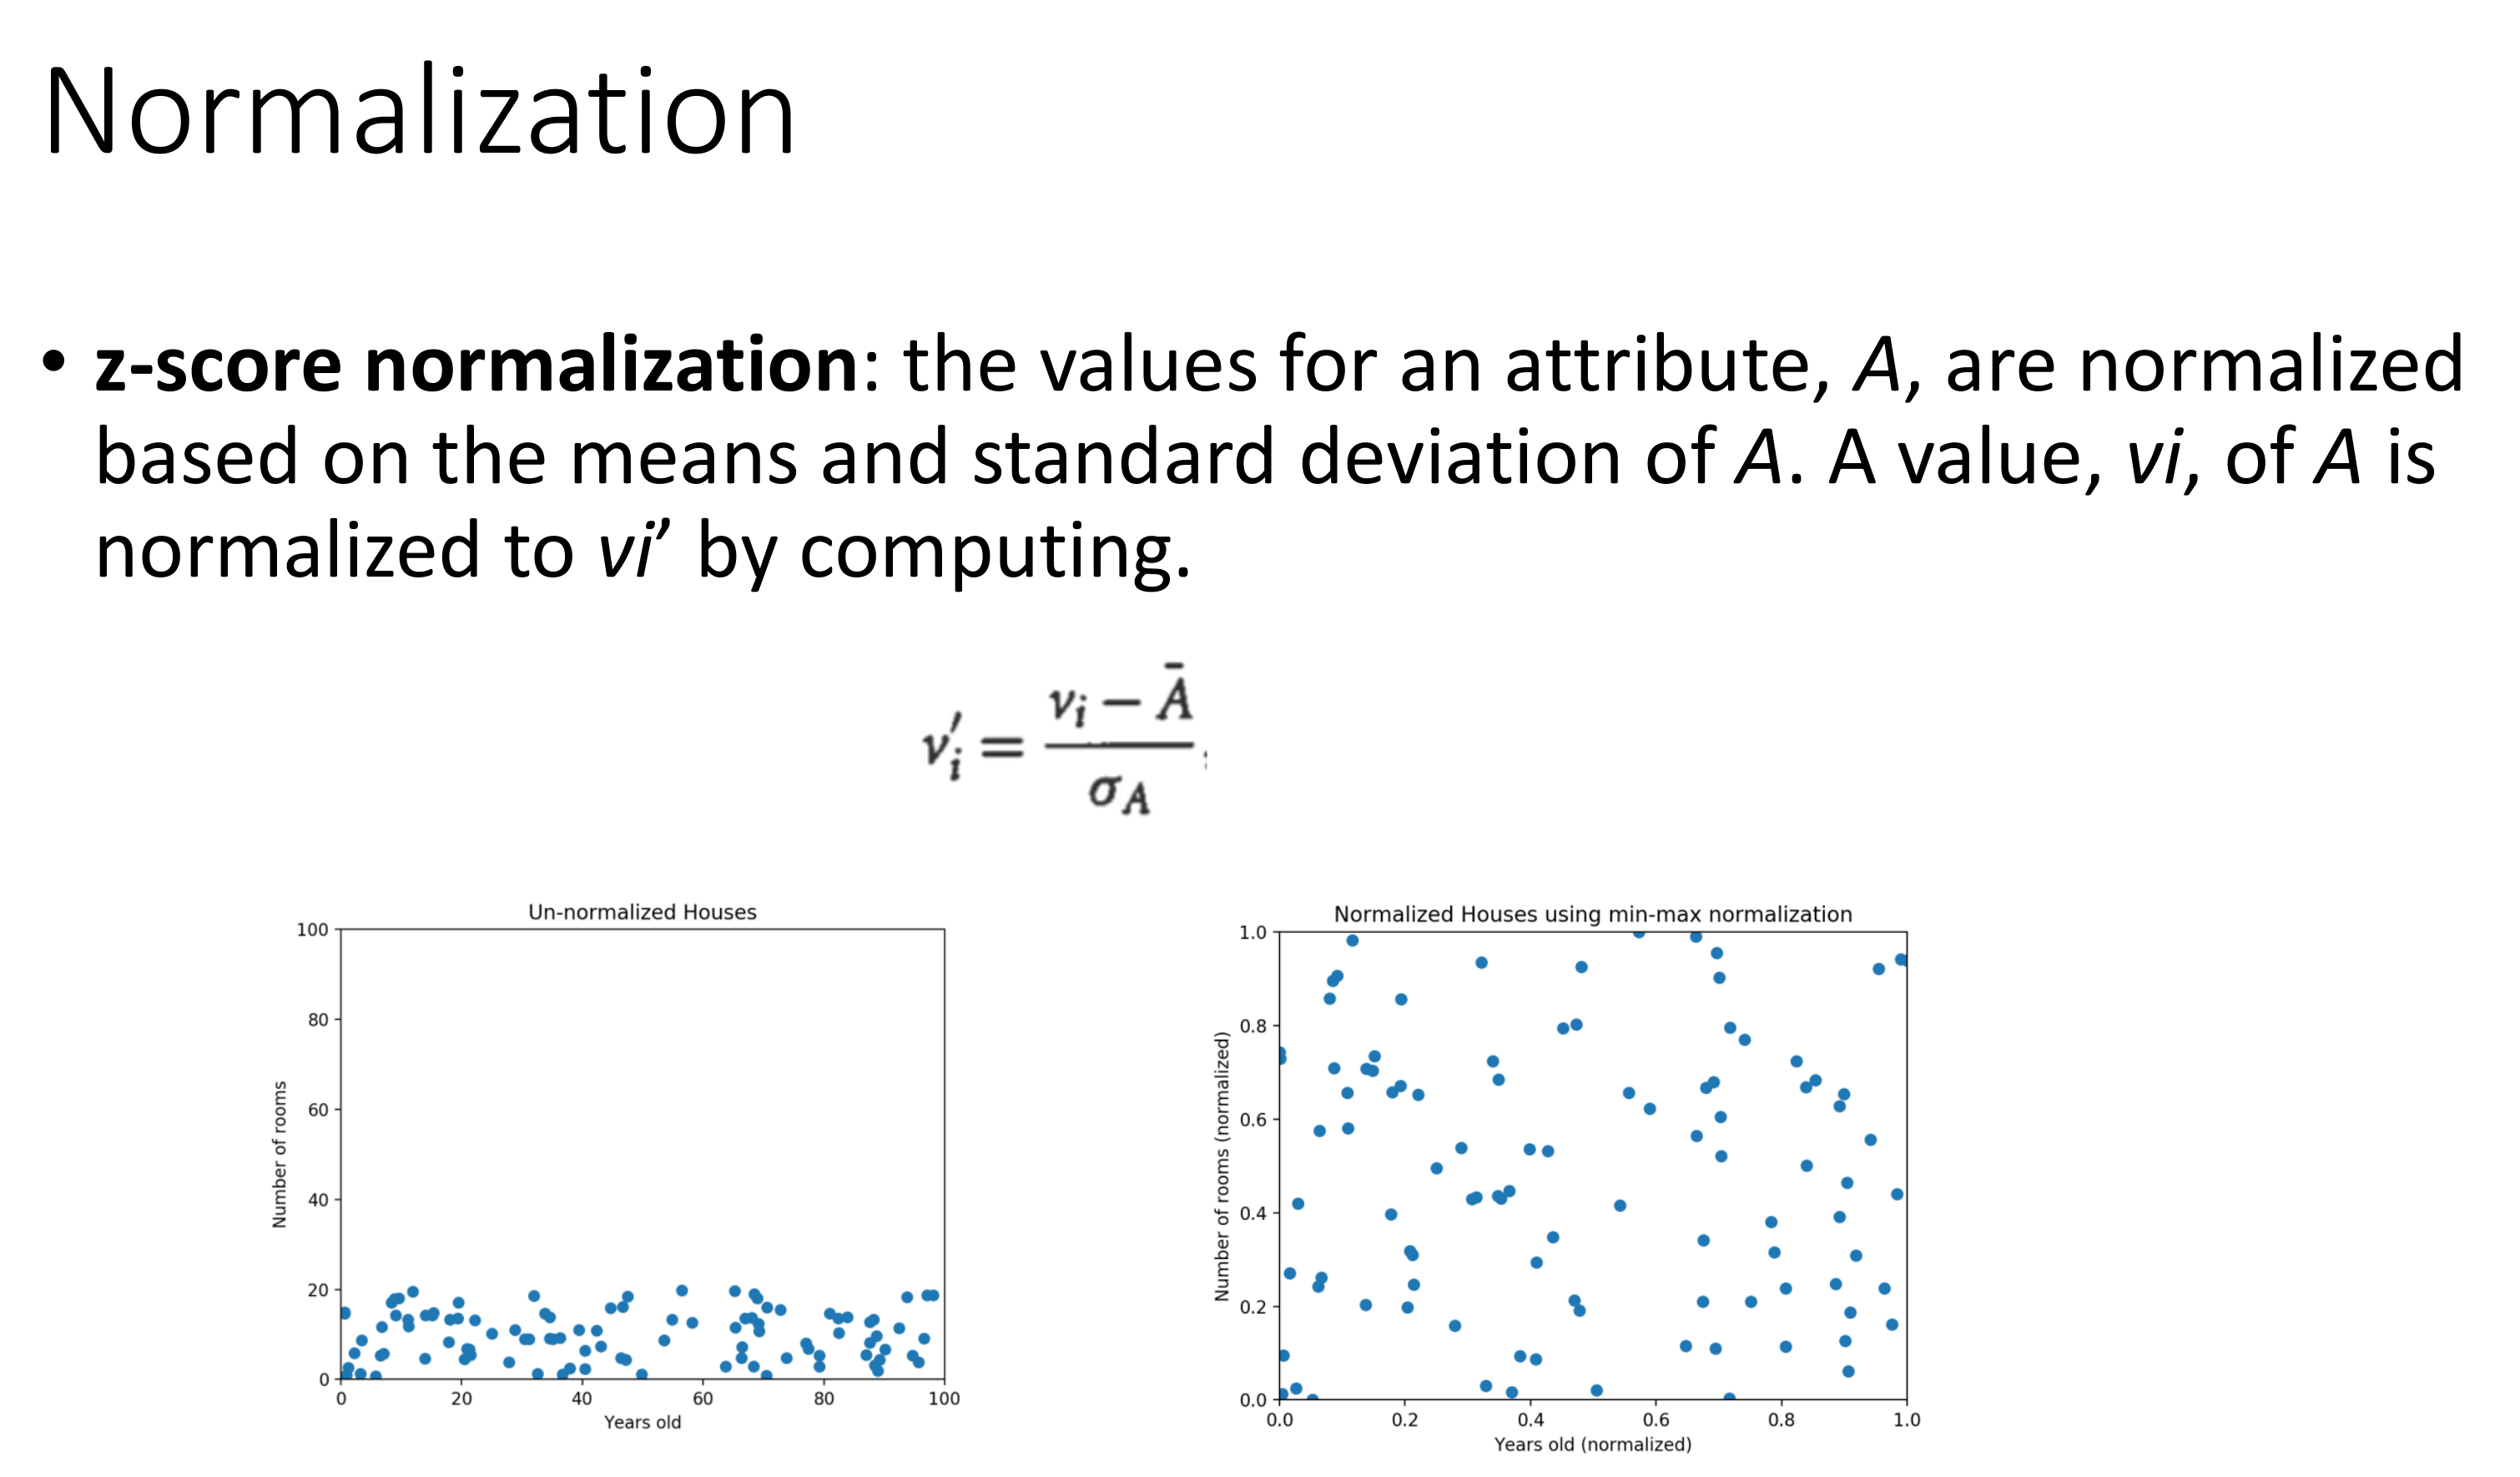 Normalization
• z-score normalization: the values for an attribute, A, are normalized
based on the means and standard deviation of A. A value, vi, of A is
normalized to vi’ by computing.
v′ᵢ = (vᵢ − Ā) / σ_A
Un-normalized Houses
100
80
60
40
20
0
Number of rooms
0 20 40 60 80 100
Years old
Normalized Houses using min-max normalization
1.0
0.8
0.6
0.4
0.2
0.0
Number of rooms (normalized)
0.0 0.2 0.4 0.6 0.8 1.0
Years old (normalized)